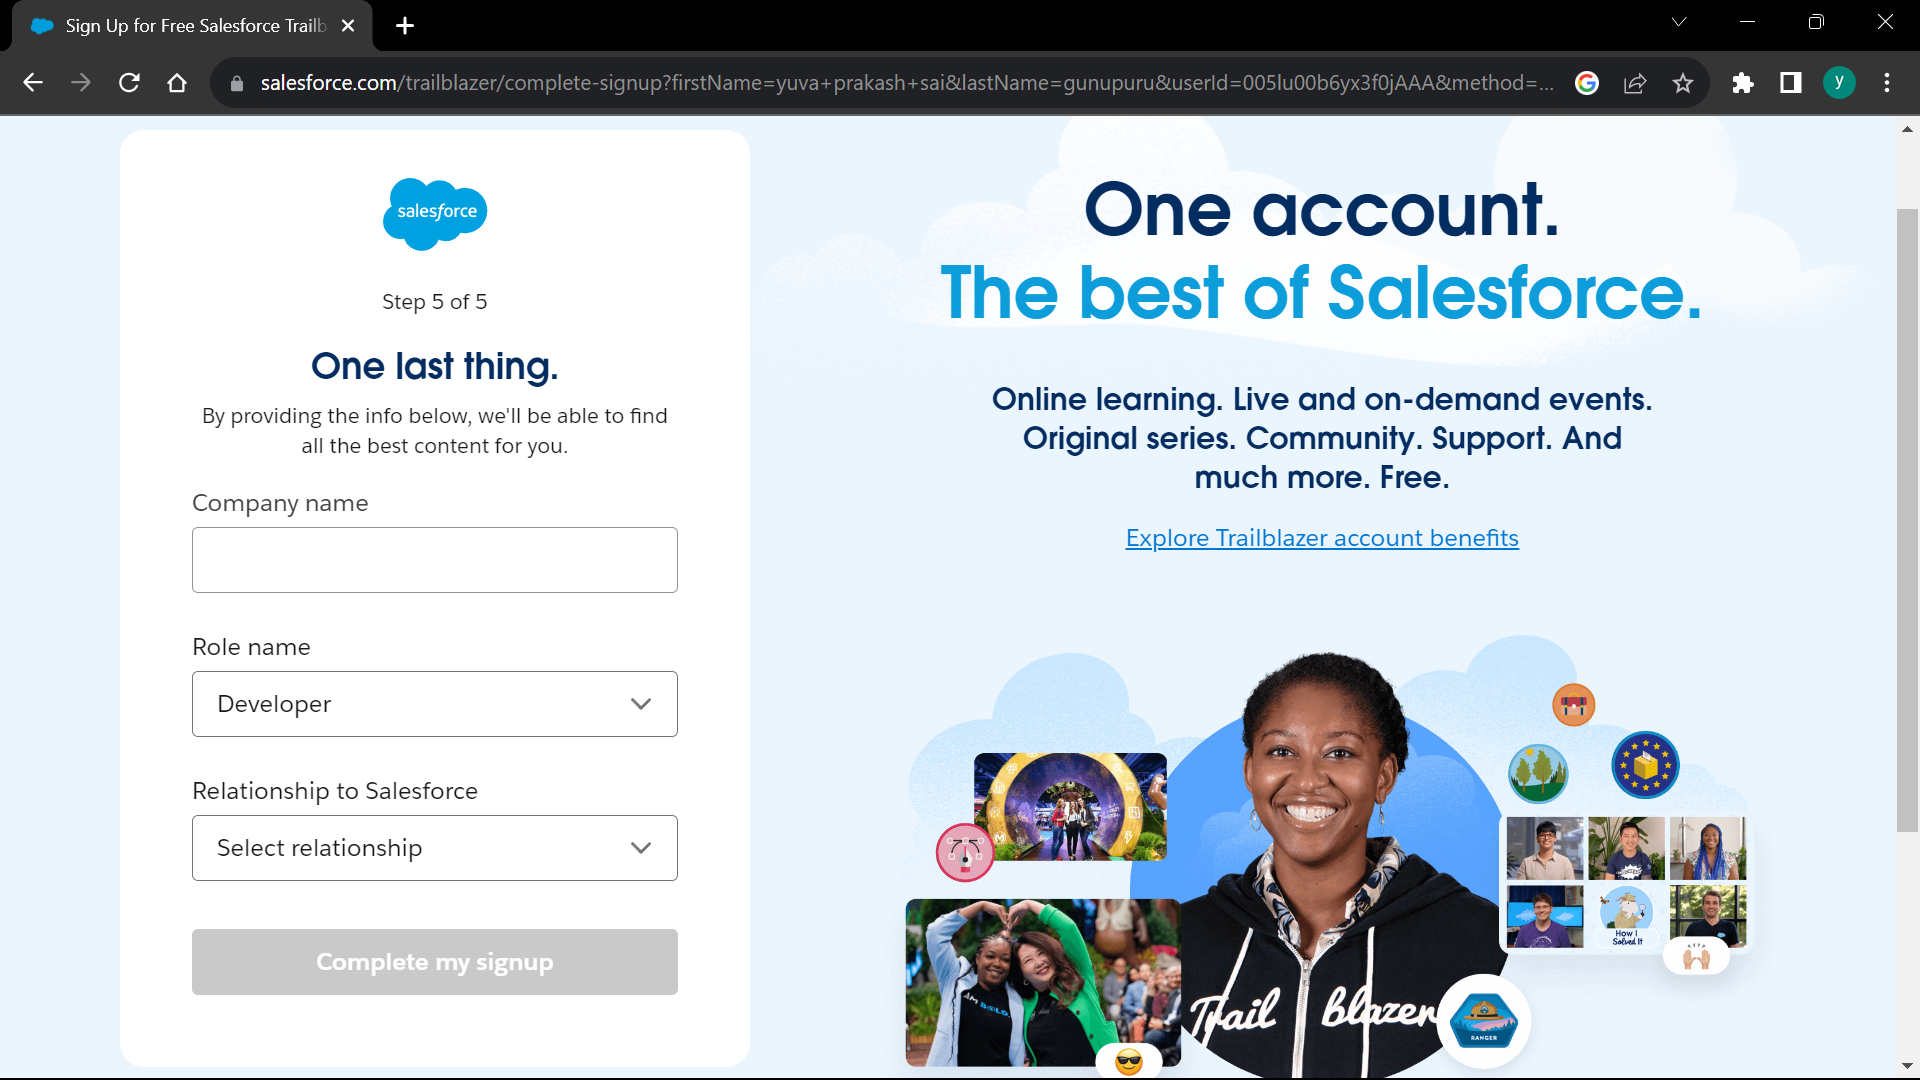 Sign Up for Free Salesforce Trailb
salesforce.com/trailblazer/complete-signup?firstName=yuva+prakash+sai&lastName=gunupuru&userId=005lu00b6yx3f0jAAA&method=...
y
salesforce
Step 5 of 5
One last thing.
By providing the info below, we'll be able to find
all the best content for you.
Company name
Role name
Developer
Relationship to Salesforce
Select relationship
Complete my signup
One account.
The best of Salesforce.
Online learning. Live and on-demand events.
Original series. Community. Support. And
much more. Free.
Explore Trailblazer account benefits
How I
Solved It
Trail blazer
RANGER